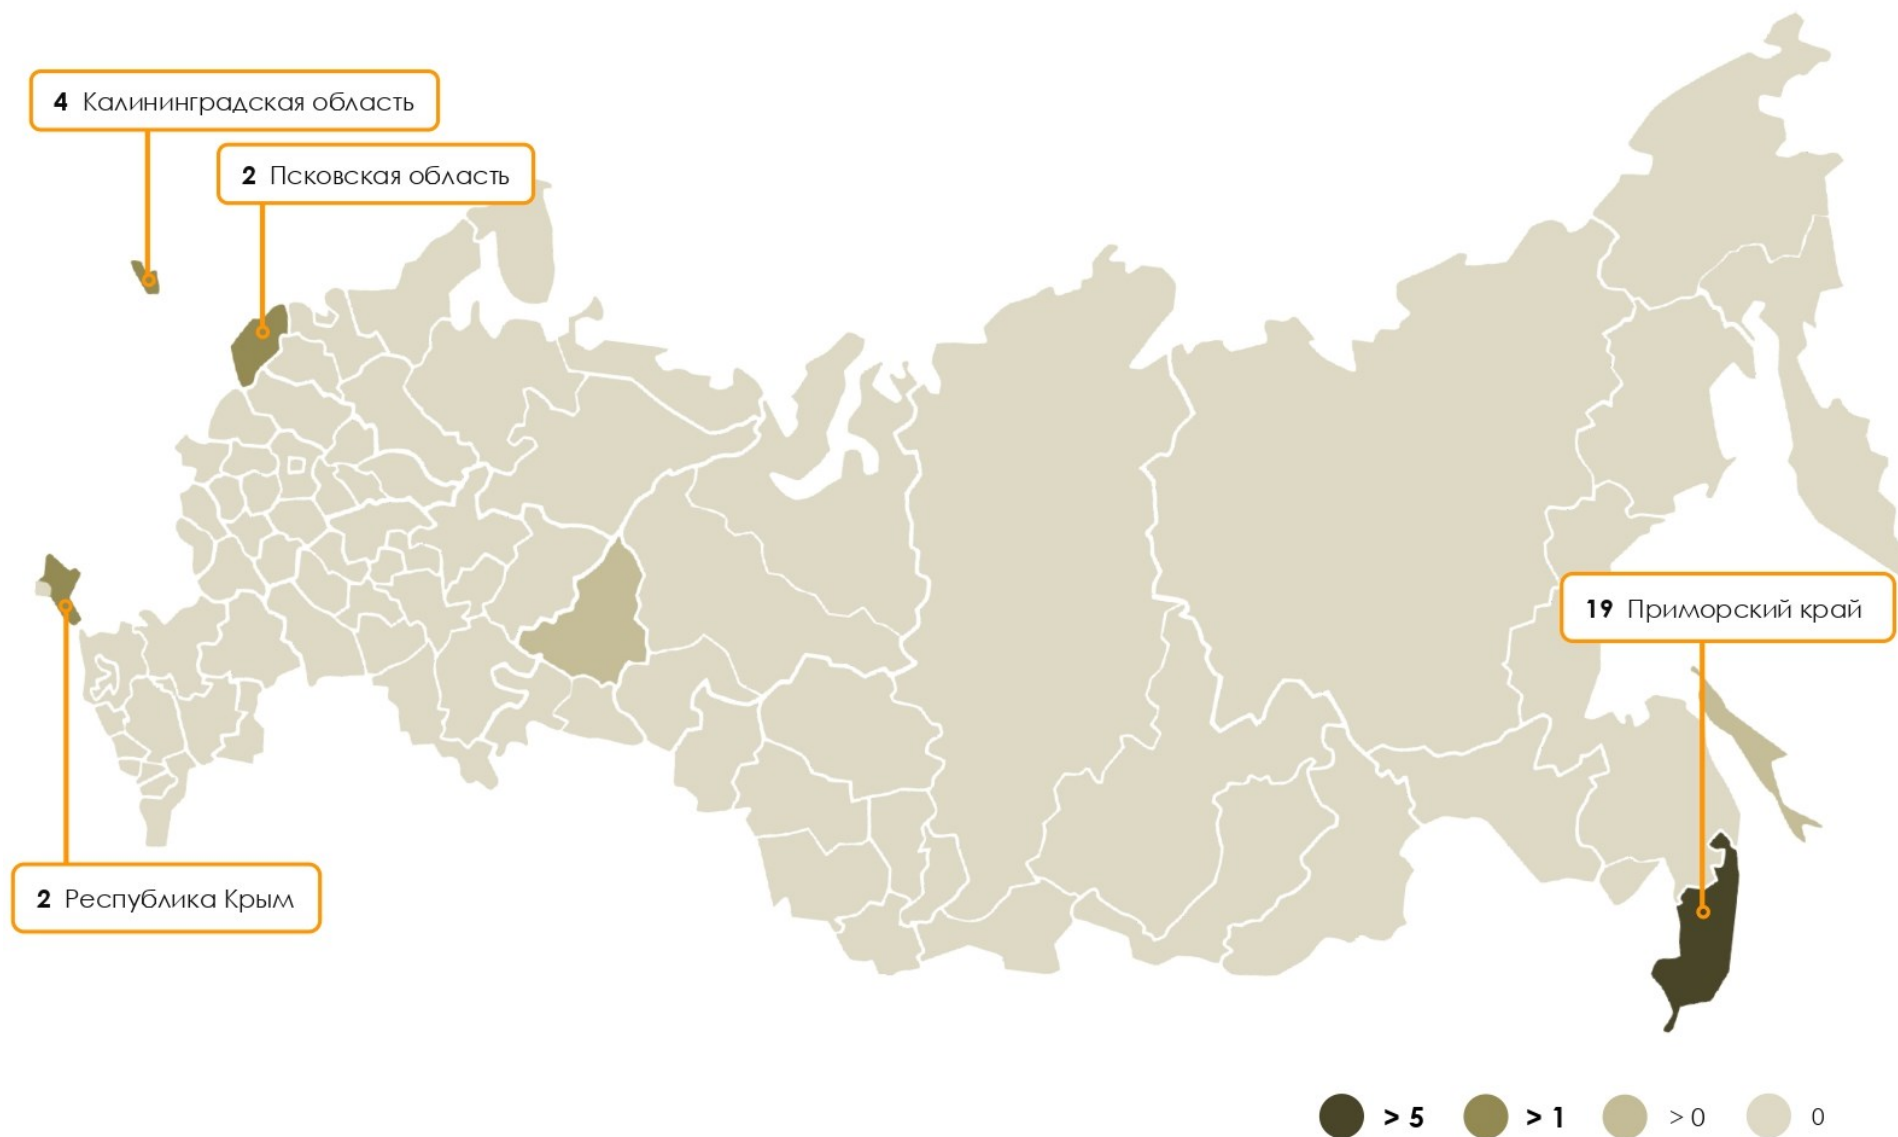 4 Калининградская область
2 Псковская область
19 Приморский край
2 Республика Крым
> 5 > 1 > 0 0